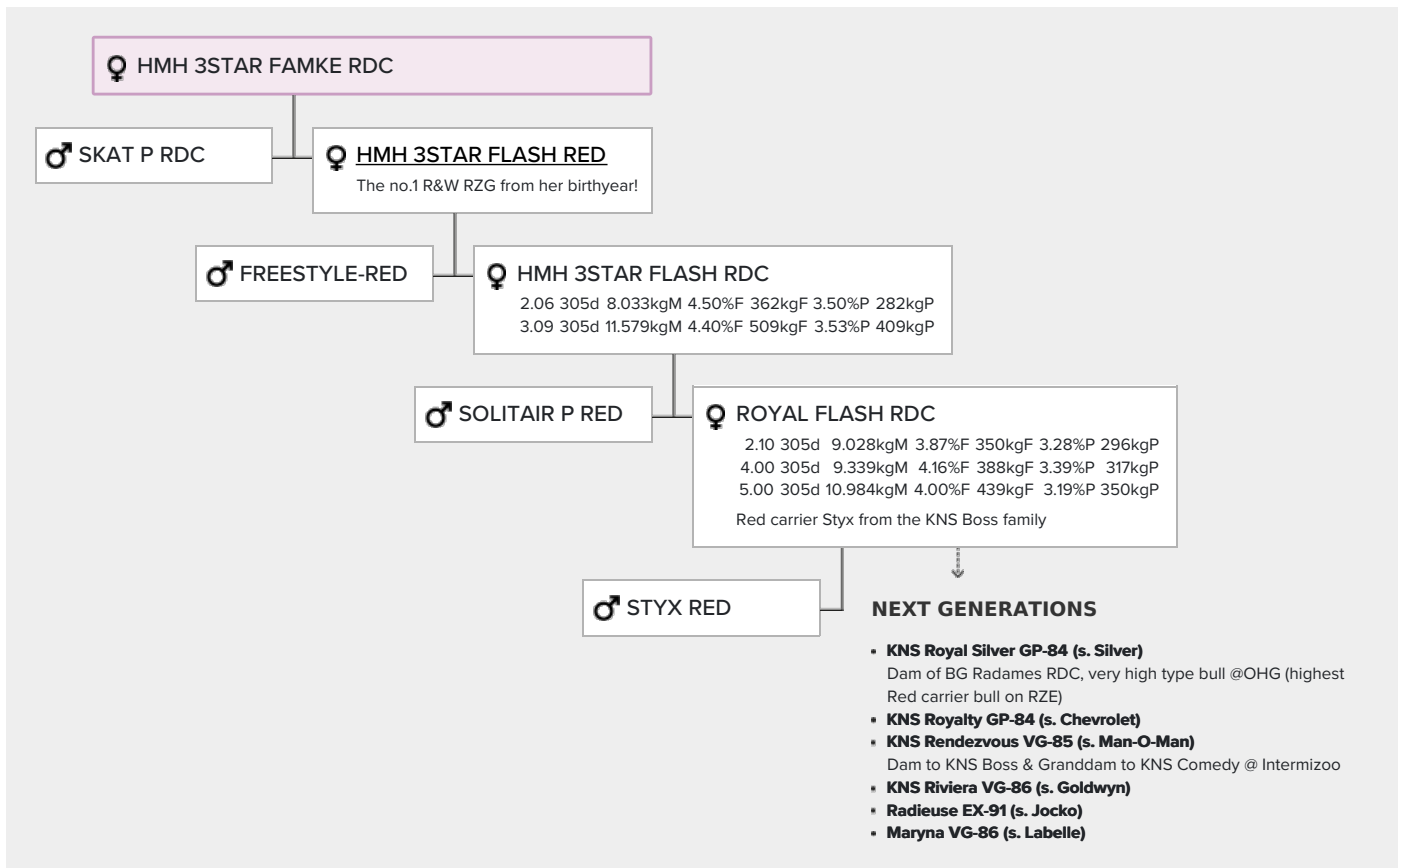 HMH 3STAR FAMKE RDC
SKAT P RDC
HMH 3STAR FLASH RED
The no.1 R&W RZG from her birthyear!
FREESTYLE-RED
HMH 3STAR FLASH RDC
2.06 305d 8.033kgM 4.50%F 362kgF 3.50%P 282kgP
3.09 305d 11.579kgM 4.40%F 509kgF 3.53%P 409kgP
SOLITAIR P RED
ROYAL FLASH RDC
2.10 305d 9.028kgM 3.87%F 350kgF 3.28%P 296kgP
4.00 305d 9.339kgM 4.16%F 388kgF 3.39%P 317kgP
5.00 305d 10.984kgM 4.00%F 439kgF 3.19%P 350kgP
Red carrier Styx from the KNS Boss family
STYX RED
NEXT GENERATIONS
KNS Royal Silver GP-84 (s. Silver)
Dam of BG Radames RDC, very high type bull @OHG (highest
Red carrier bull on RZE)
KNS Royalty GP-84 (s. Chevrolet)
KNS Rendezvous VG-85 (s. Man-O-Man)
Dam to KNS Boss & Granddam to KNS Comedy @ Intermizoo
KNS Riviera VG-86 (s. Goldwyn)
Radieuse EX-91 (s. Jocko)
Maryna VG-86 (s. Labelle)